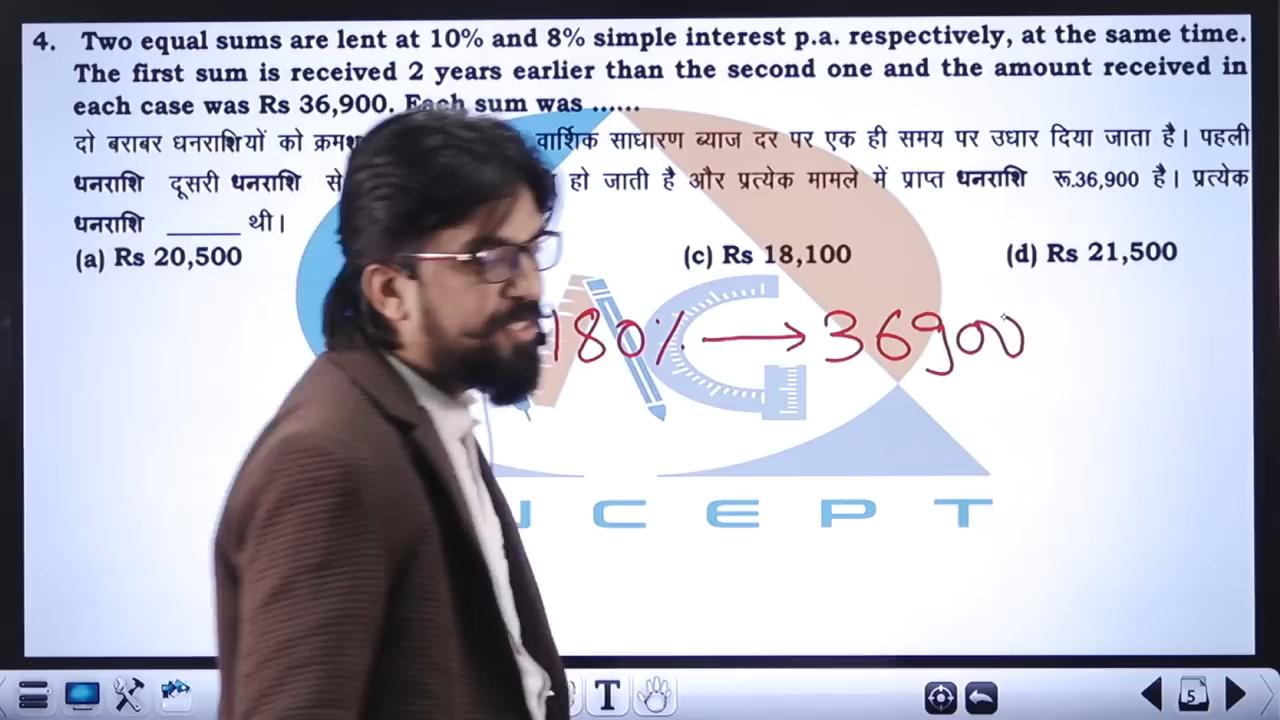 4. Two equal sums are lent at 10% and 8% simple interest p.a. respectively, at the same time.
The first sum is received 2 years earlier than the second one and the amount received in
each case was Rs 36,900. Each sum was ......
दो बराबर धनराशियों को क्रमश वार्शिक साधारण ब्याज दर पर एक ही समय पर उधार दिया जाता है। पहली
धनराशि दूसरी धनराशि से हो जाती है और प्रत्येक मामले में प्राप्त धनराशि रू.36,900 है। प्रत्येक
धनराशि ______ थी।
(a) Rs 20,500 (c) Rs 18,100 (d) Rs 21,500
180% → 36900
CEPT
T 5